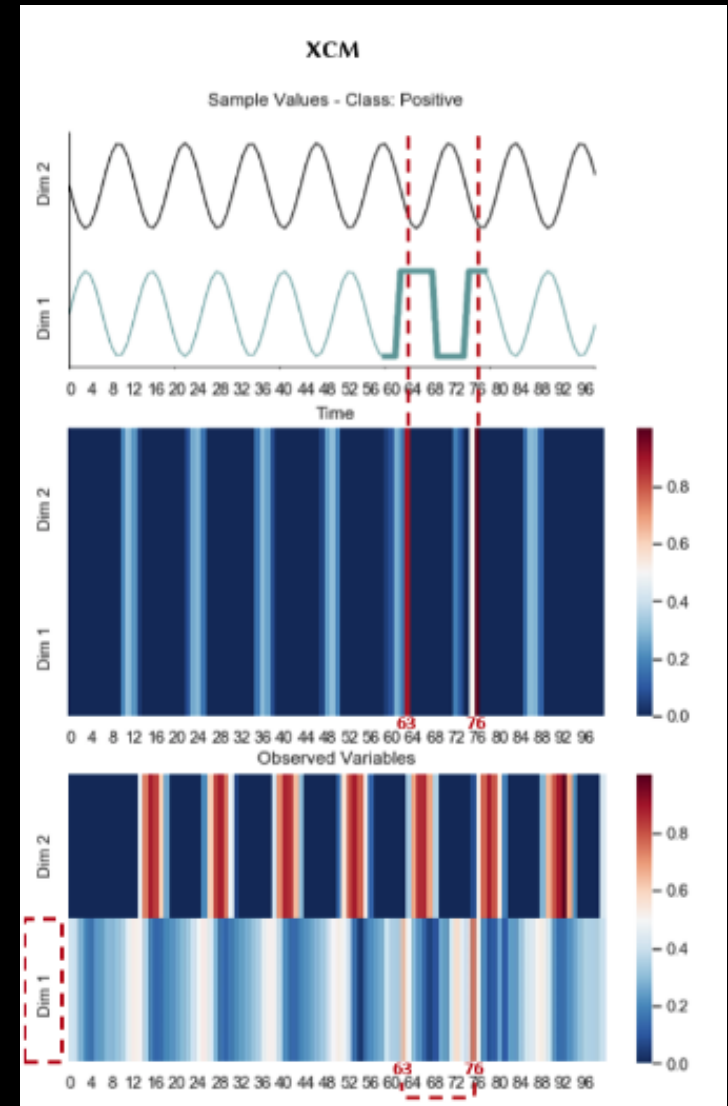 XCM
Sample Values - Class: Positive
Dim 2
Dim 1
0 4 8 12 16 20 24 28 32 36 40 44 48 52 56 60 64 68 72 76 80 84 88 92 96
Time
Dim 2
Dim 1
0.8
0.6
0.4
0.2
0.0
63 76
0 4 8 12 16 20 24 28 32 36 40 44 48 52 56 60 64 68 72 76 80 84 88 92 96
Observed Variables
Dim 2
Dim 1
0.8
0.6
0.4
0.2
0.0
63 76
0 4 8 12 16 20 24 28 32 36 40 44 48 52 56 60 64 68 72 76 80 84 88 92 96